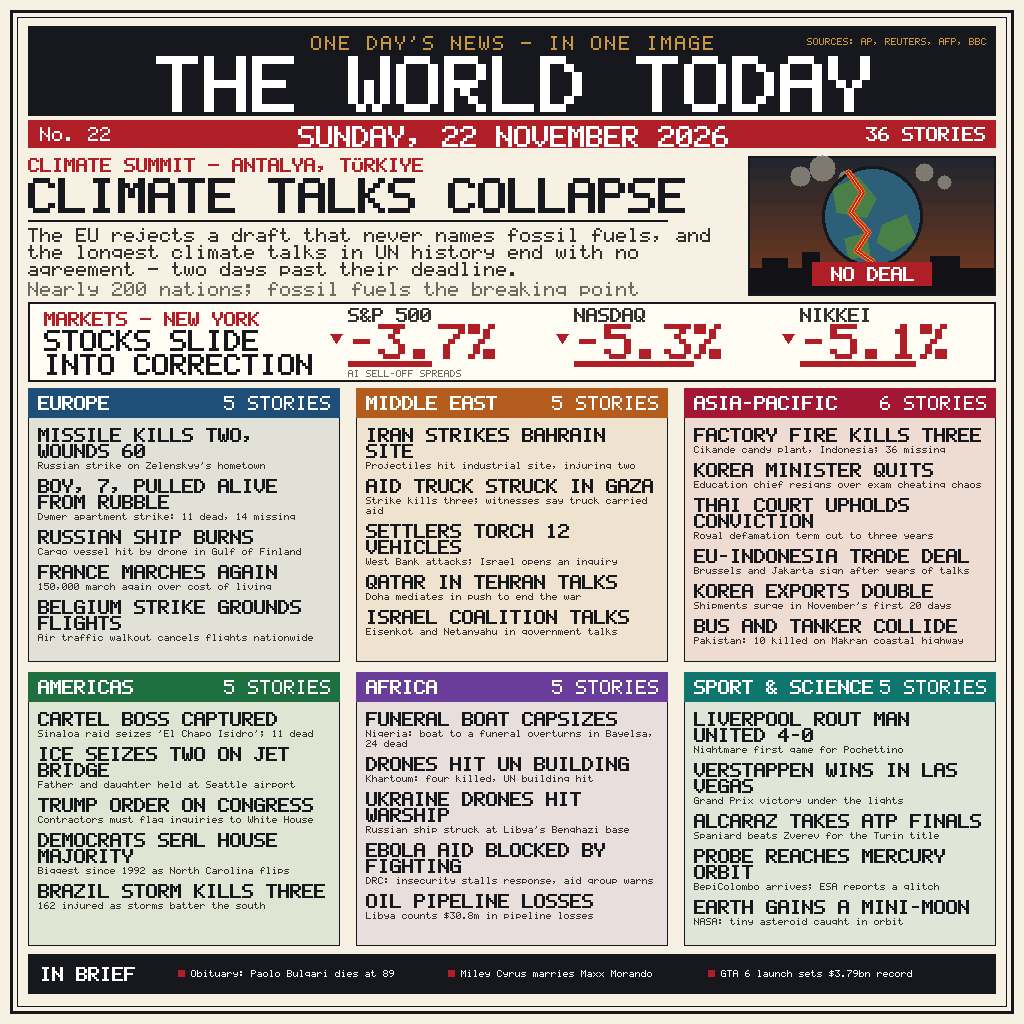 ONE DAY'S NEWS – IN ONE IMAGE
SOURCES: AP, REUTERS, AFP, BBC
THE WORLD TODAY
No. 22
SUNDAY, 22 NOVEMBER 2026
36 STORIES
CLIMATE SUMMIT – ANTALYA, TüRKIYE
CLIMATE TALKS COLLAPSE
The EU rejects a draft that never names fossil fuels, and
the longest climate talks in UN history end with no
agreement – two days past their deadline.
Nearly 200 nations; fossil fuels the breaking point
NO DEAL
MARKETS – NEW YORK
STOCKS SLIDE
INTO CORRECTION
S&P 500
-3.7%
AI SELL-OFF SPREADS
NASDAQ
-5.3%
NIKKEI
-5.1%
EUROPE
5 STORIES
MISSILE KILLS TWO,
WOUNDS 60
Russian strike on Zelenskyy's hometown
BOY, 7, PULLED ALIVE
FROM RUBBLE
Dymer apartment strike: 11 dead, 14 missing
RUSSIAN SHIP BURNS
Cargo vessel hit by drone in Gulf of Finland
FRANCE MARCHES AGAIN
150,000 march again over cost of living
BELGIUM STRIKE GROUNDS
FLIGHTS
Air traffic walkout cancels flights nationwide
MIDDLE EAST
5 STORIES
IRAN STRIKES BAHRAIN
SITE
Projectiles hit industrial site, injuring two
AID TRUCK STRUCK IN GAZA
Strike kills three; witnesses say truck carried
aid
SETTLERS TORCH 12
VEHICLES
West Bank attacks; Israel opens an inquiry
QATAR IN TEHRAN TALKS
Doha mediates in push to end the war
ISRAEL COALITION TALKS
Eisenkot and Netanyahu in government talks
ASIA-PACIFIC
6 STORIES
FACTORY FIRE KILLS THREE
Cikande candy plant, Indonesia; 36 missing
KOREA MINISTER QUITS
Education chief resigns over exam cheating chaos
THAI COURT UPHOLDS
CONVICTION
Royal defamation term cut to three years
EU-INDONESIA TRADE DEAL
Brussels and Jakarta sign after years of talks
KOREA EXPORTS DOUBLE
Shipments surge in November's first 20 days
BUS AND TANKER COLLIDE
Pakistan: 10 killed on Makran coastal highway
AMERICAS
5 STORIES
CARTEL BOSS CAPTURED
Sinaloa raid seizes 'El Chapo Isidro'; 11 dead
ICE SEIZES TWO ON JET
BRIDGE
Father and daughter held at Seattle airport
TRUMP ORDER ON CONGRESS
Contractors must flag inquiries to White House
DEMOCRATS SEAL HOUSE
MAJORITY
Biggest since 1992 as North Carolina flips
BRAZIL STORM KILLS THREE
162 injured as storms batter the south
AFRICA
5 STORIES
FUNERAL BOAT CAPSIZES
Nigeria: boat to a funeral overturns in Bayelsa,
24 dead
DRONES HIT UN BUILDING
Khartoum: four killed, UN building hit
UKRAINE DRONES HIT
WARSHIP
Russian ship struck at Libya's Benghazi base
EBOLA AID BLOCKED BY
FIGHTING
DRC: insecurity stalls response, aid group warns
OIL PIPELINE LOSSES
Libya counts $30.8m in pipeline losses
SPORT & SCIENCE
5 STORIES
LIVERPOOL ROUT MAN
UNITED 4-0
Nightmare first game for Pochettino
VERSTAPPEN WINS IN LAS
VEGAS
Grand Prix victory under the lights
ALCARAZ TAKES ATP FINALS
Spaniard beats Zverev for the Turin title
PROBE REACHES MERCURY
ORBIT
BepiColombo arrives; ESA reports a glitch
EARTH GAINS A MINI-MOON
NASA: tiny asteroid caught in orbit
IN BRIEF
Obituary: Paolo Bulgari dies at 89
Miley Cyrus marries Maxx Morando
GTA 6 launch sets $3.79bn record